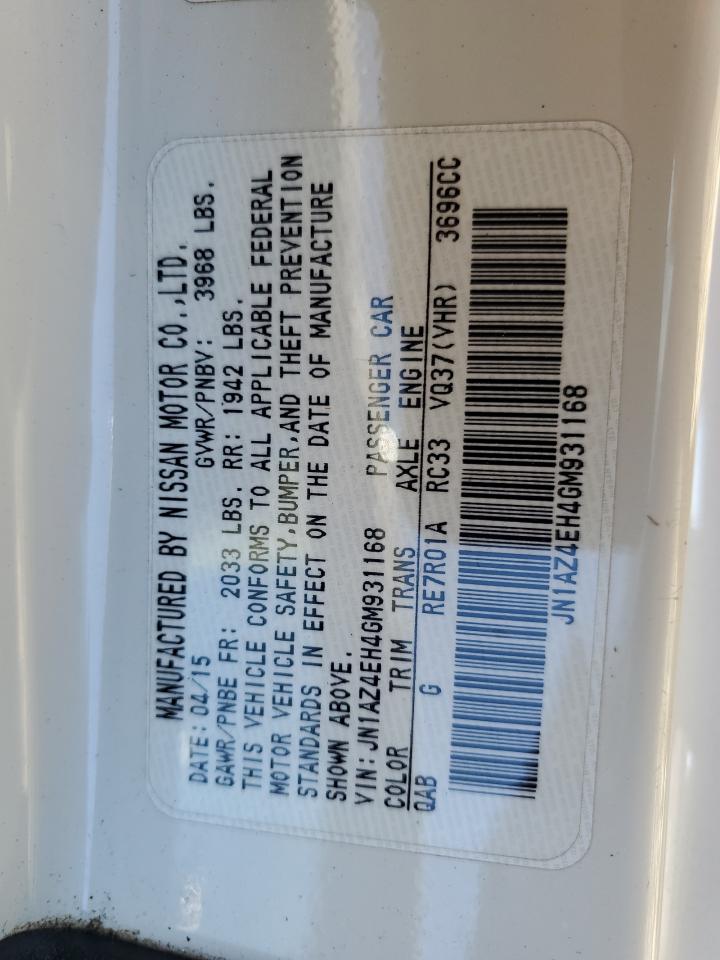 MANUFACTURED BY NISSAN MOTOR CO.,LTD.
DATE: 04/15 GVWR/PNBV: 3968 LBS.
GAWR/PNBE FR: 2033 LBS. RR: 1942 LBS.
THIS VEHICLE CONFORMS TO ALL APPLICABLE FEDERAL
MOTOR VEHICLE SAFETY,BUMPER,AND THEFT PREVENTION
STANDARDS IN EFFECT ON THE DATE OF MANUFACTURE
SHOWN ABOVE.
VIN:JN1AZ4EH4GM931168 PASSENGER CAR
COLOR TRIM TRANS AXLE ENGINE
QAB G RE7R01A RC33 VQ37(VHR) 3696CC
JN1AZ4EH4GM931168